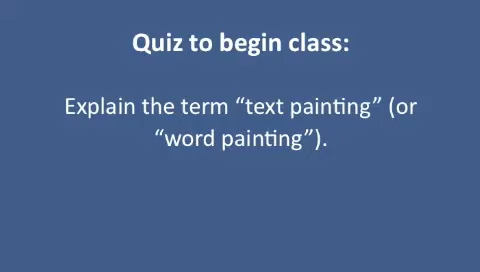 Quiz to begin class:
Explain the term “text painting” (or
“word painting”).